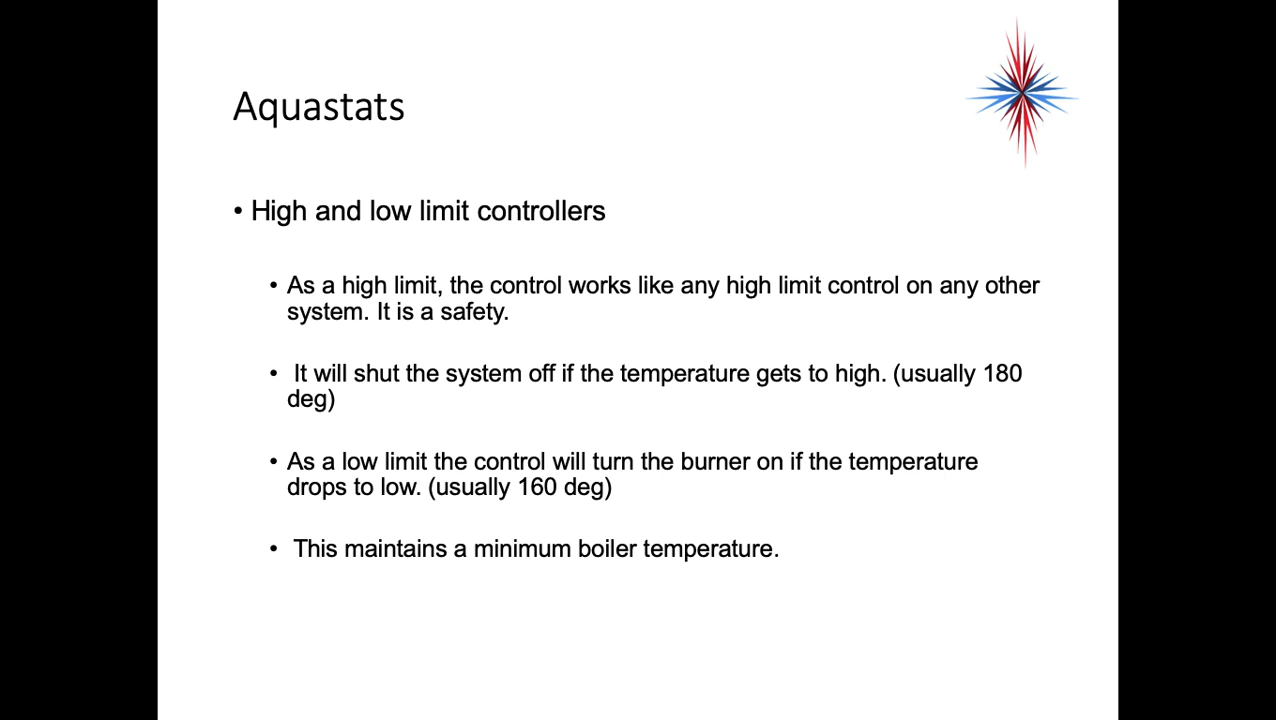 Aquastats
• High and low limit controllers
• As a high limit, the control works like any high limit control on any other
system. It is a safety.
• It will shut the system off if the temperature gets to high. (usually 180
deg)
• As a low limit the control will turn the burner on if the temperature
drops to low. (usually 160 deg)
• This maintains a minimum boiler temperature.